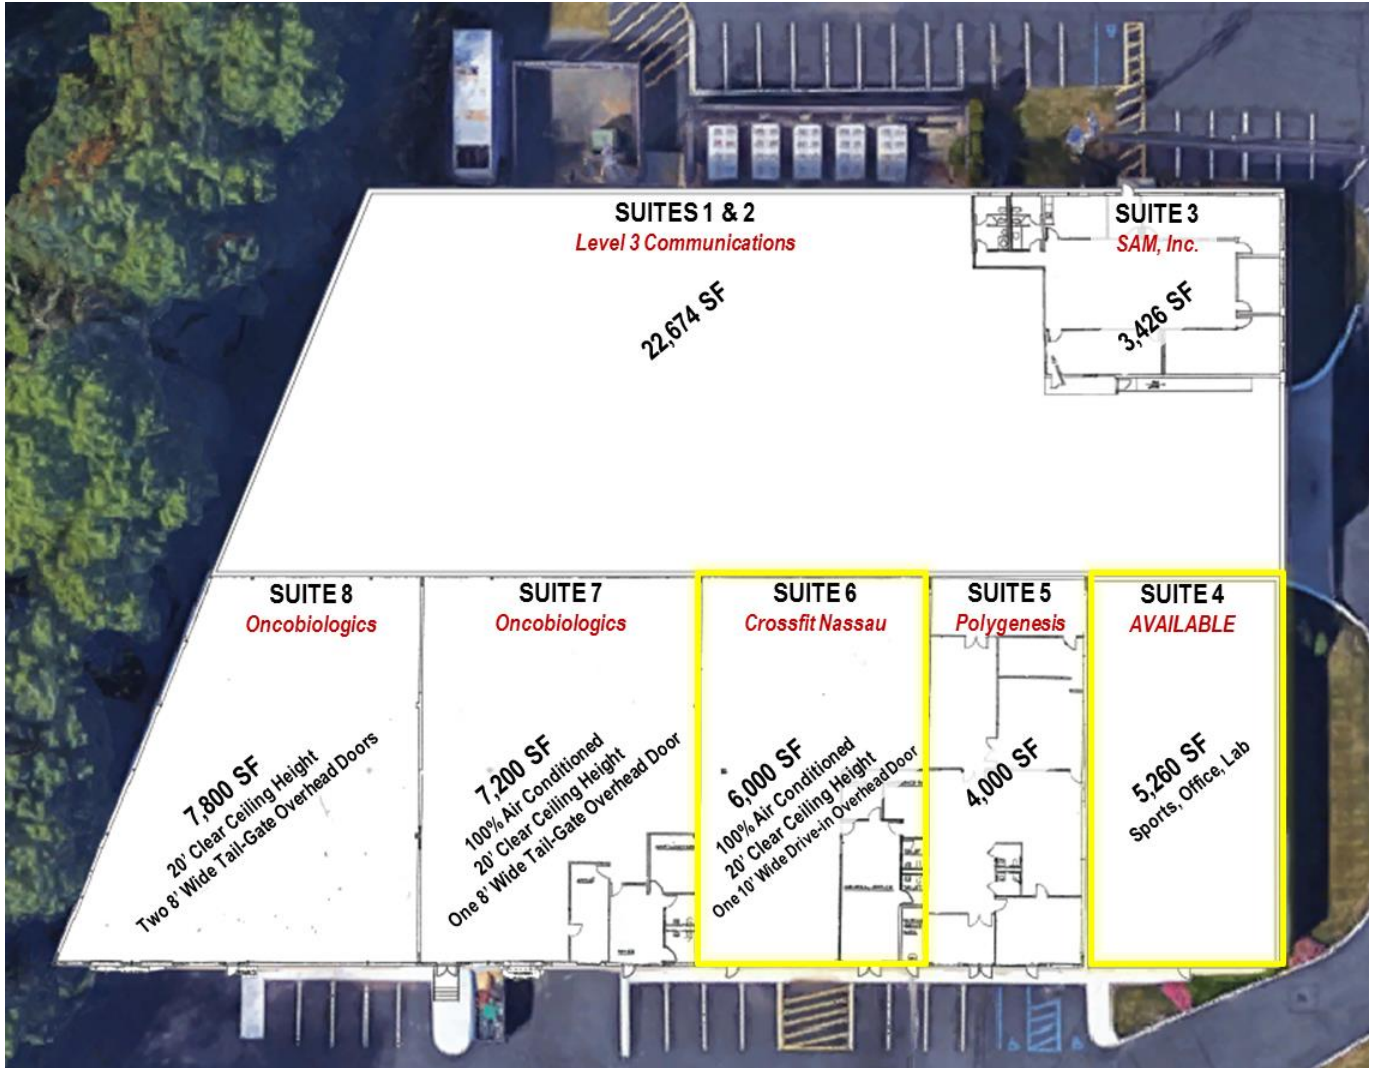 SUITES 1 & 2
Level 3 Communications
22,674 SF
SUITE 3
SAM, Inc.
3,426 SF
SUITE 8
Oncobiologics
7,800 SF
20' Clear Ceiling Height
Two 8' Wide Tail-Gate Overhead Doors
SUITE 7
Oncobiologics
7,200 SF
100% Air Conditioned
20' Clear Ceiling Height
One 8' Wide Tail-Gate Overhead Door
SUITE 6
Crossfit Nassau
6,000 SF
100% Air Conditioned
20' Clear Ceiling Height
One 10' Wide Drive-in Overhead Door
SUITE 5
Polygenesis
4,000 SF
SUITE 4
AVAILABLE
5,260 SF
Sports, Office, Lab